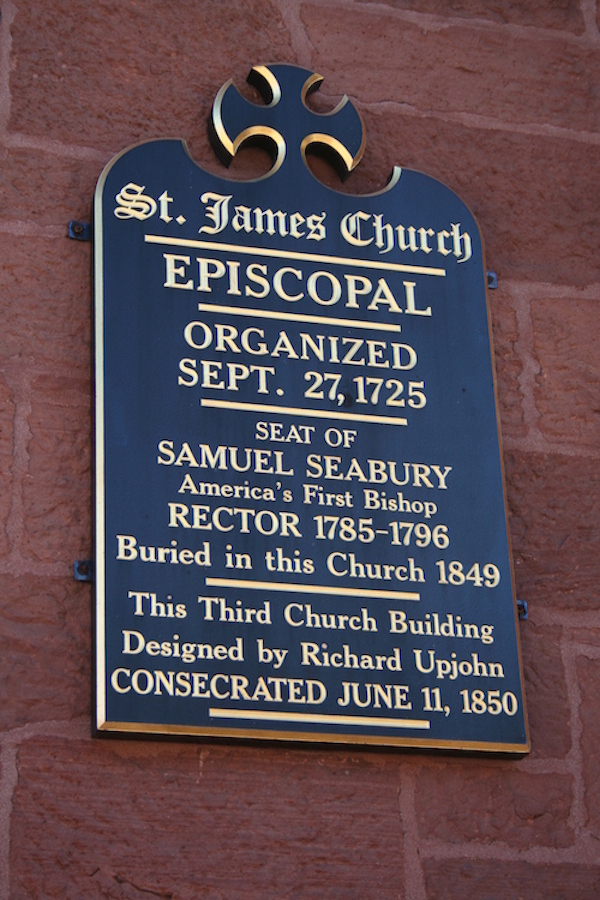 St. James Church
EPISCOPAL
ORGANIZED
SEPT. 27, 1725
SEAT OF
SAMUEL SEABURY
America's First Bishop
RECTOR 1785-1796
Buried in this Church 1849
This Third Church Building
Designed by Richard Upjohn
CONSECRATED JUNE 11, 1850